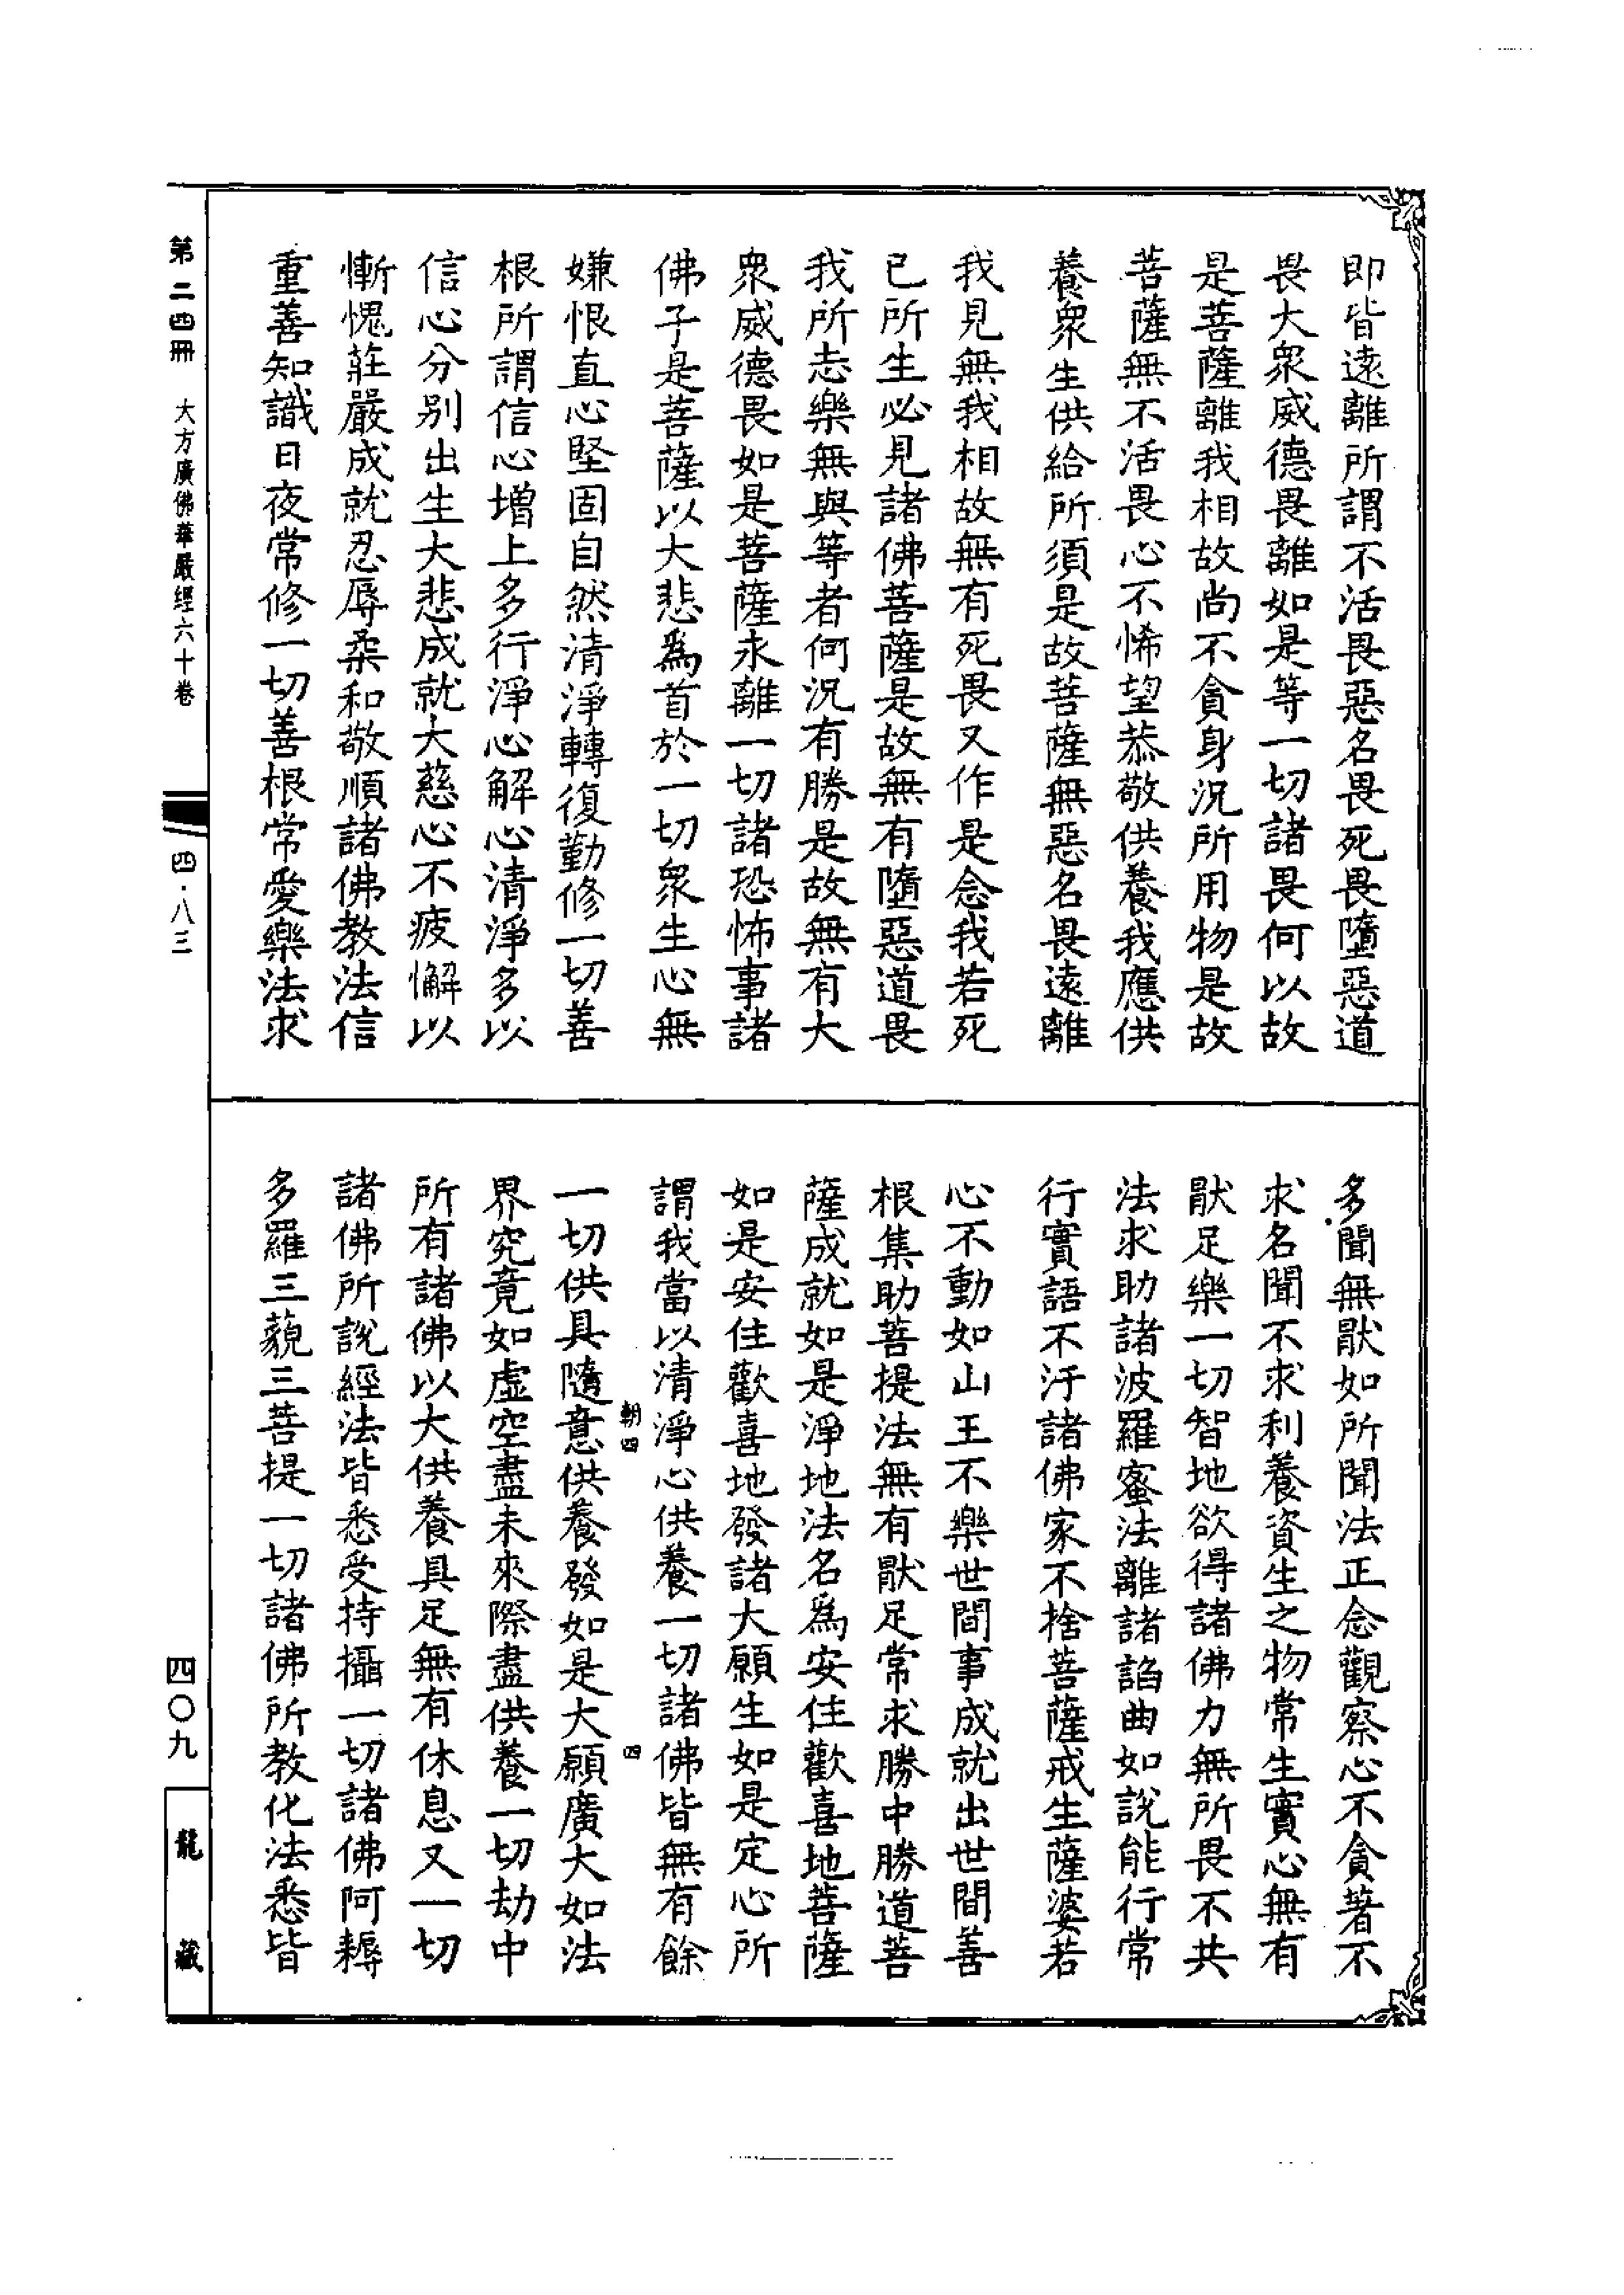 即皆遠離所謂不活畏惡名畏死畏墮惡道
畏大衆威德畏離如是等一切諸畏何以故
是菩薩離我相故尚不貪身況所用物是故
菩薩無不活畏心不悕望恭敬供養我應供
養衆生供給所須是故菩薩無惡名畏遠離
我見無我相故無有死畏又作是念我若死
已所生必見諸佛菩薩是故無有墮惡道畏
我所志樂無與等者何況有勝是故無有大
衆威德畏如是菩薩永離一切諸恐怖事諸
佛子是菩薩以大悲爲首於一切衆生心無
嫌恨直心堅固自然清淨轉復勤修一切善
根所謂信心增上多行淨心解心清淨多以
信心分別出生大悲成就大慈心不疲懈以
慚愧莊嚴成就忍辱柔和敬順諸佛教法信
重善知識日夜常修一切善根常愛樂法求
多聞無猒如所聞法正念觀察心不貪著不
求名聞不求利養資生之物常生實心無有
猒足樂一切智地欲得諸佛力無所畏不共
法求助諸波羅蜜法離諸諂曲如說能行常
行實語不汙諸佛家不捨菩薩戒生薩婆若
心不動如山王不樂世間事成就出世間善
根集助菩提法無有猒足常求勝中勝道菩
薩成就如是淨地法名爲安住歡喜地菩薩
如是安住歡喜地發諸大願生如是定心所
謂我當以清淨心供養一切諸佛皆無有餘
朝四
四
一切供具隨意供養發如是大願廣大如法
界究竟如虛空盡未來際盡供養一切劫中
所有諸佛以大供養具足無有休息又一切
諸佛所說經法皆悉受持攝一切諸佛阿耨
多羅三藐三菩提一切諸佛所教化法悉皆
第二四冊 大方廣佛華嚴經六十卷 四·八三
四〇九
龍藏